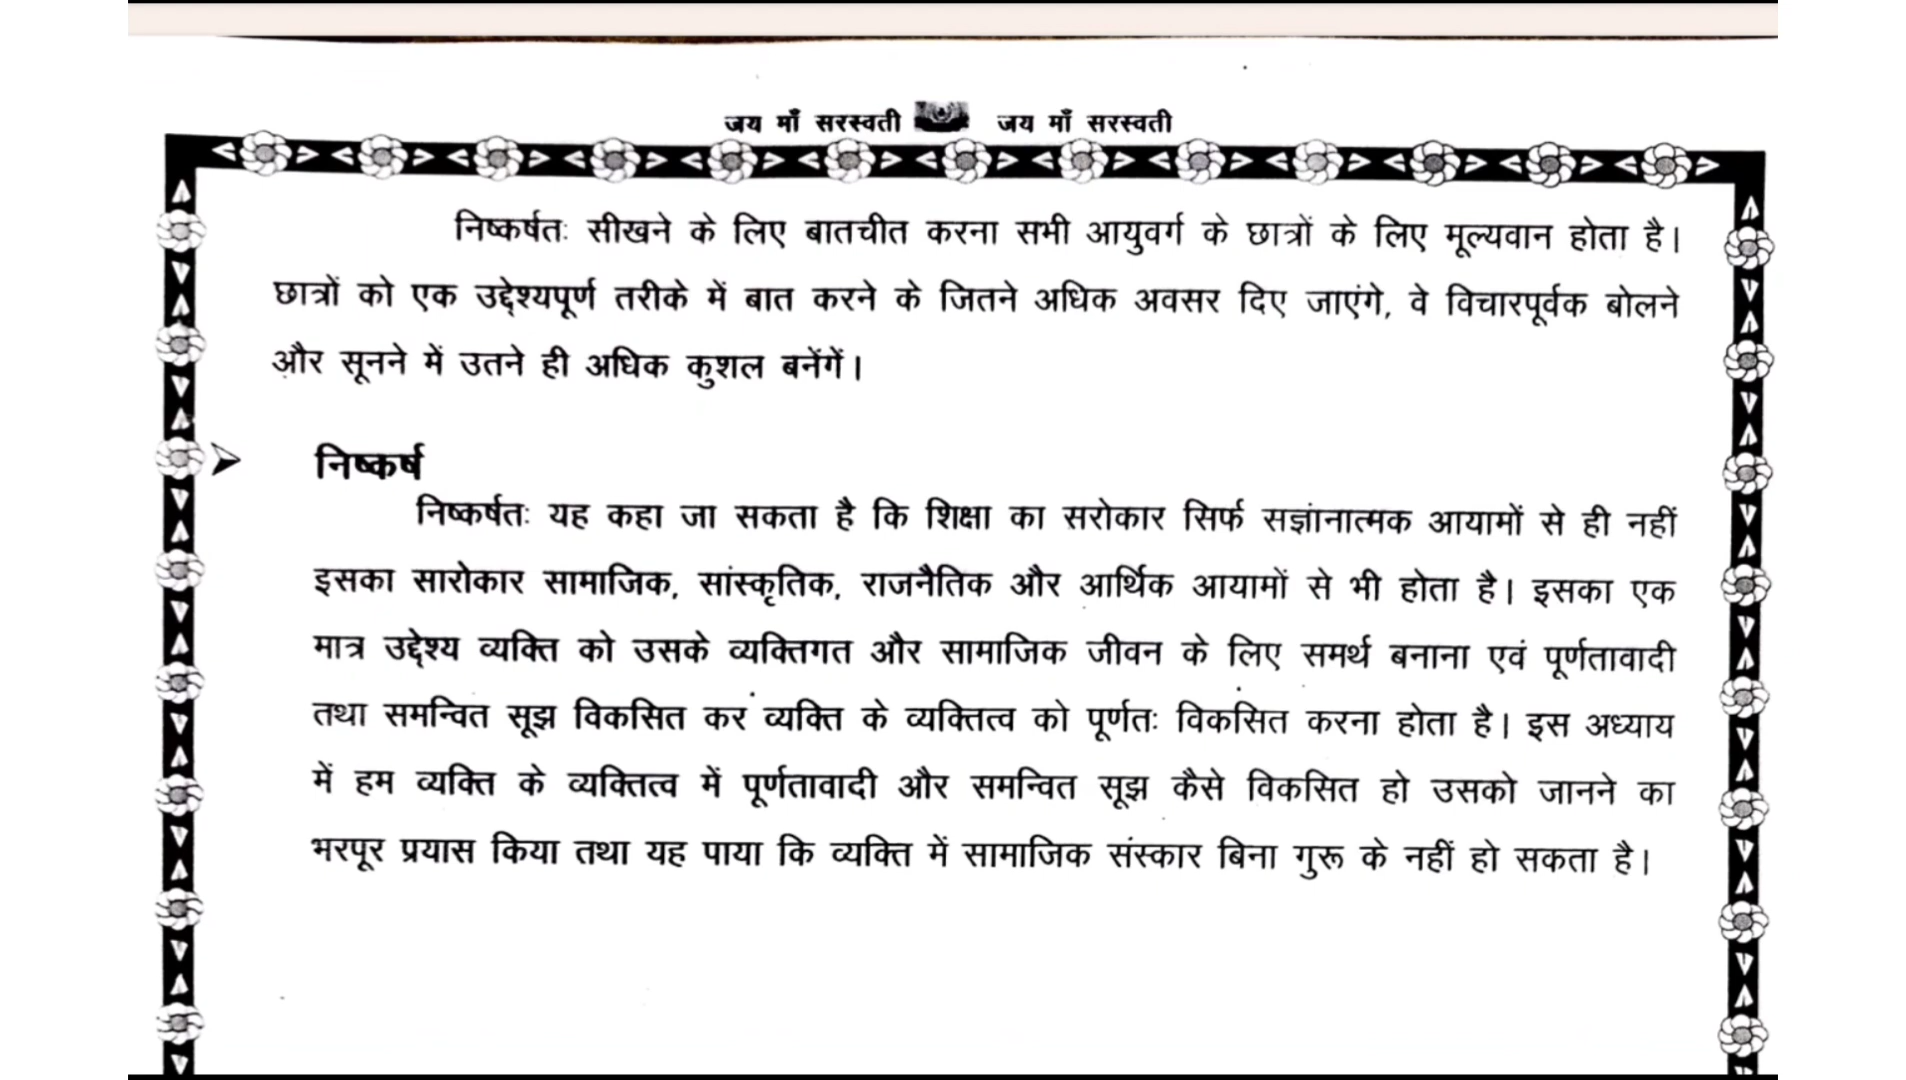 जय माँ सरस्वती जय माँ सरस्वती
निष्कर्षतः सीखने के लिए बातचीत करना सभी आयुवर्ग के छात्रों के लिए मूल्यवान होता है।
छात्रों को एक उद्देश्यपूर्ण तरीके में बात करने के जितने अधिक अवसर दिए जाएंगे, वे विचारपूर्वक बोलने
और सूनने में उतने ही अधिक कुशल बनेंगें।
निष्कर्ष
निष्कर्षतः यह कहा जा सकता है कि शिक्षा का सरोकार सिर्फ सज्ञांनात्मक आयामों से ही नहीं
इसका सारोकार सामाजिक, सांस्कृतिक, राजनैतिक और आर्थिक आयामों से भी होता है। इसका एक
मात्र उद्देश्य व्यक्ति को उसके व्यक्तिगत और सामाजिक जीवन के लिए समर्थ बनाना एवं पूर्णतावादी
तथा समन्वित सूझ विकसित कर व्यक्ति के व्यक्तित्व को पूर्णतः विकसित करना होता है। इस अध्याय
में हम व्यक्ति के व्यक्तित्व में पूर्णतावादी और समन्वित सूझ कैसे विकसित हो उसको जानने का
भरपूर प्रयास किया तथा यह पाया कि व्यक्ति में सामाजिक संस्कार बिना गुरू के नहीं हो सकता है।